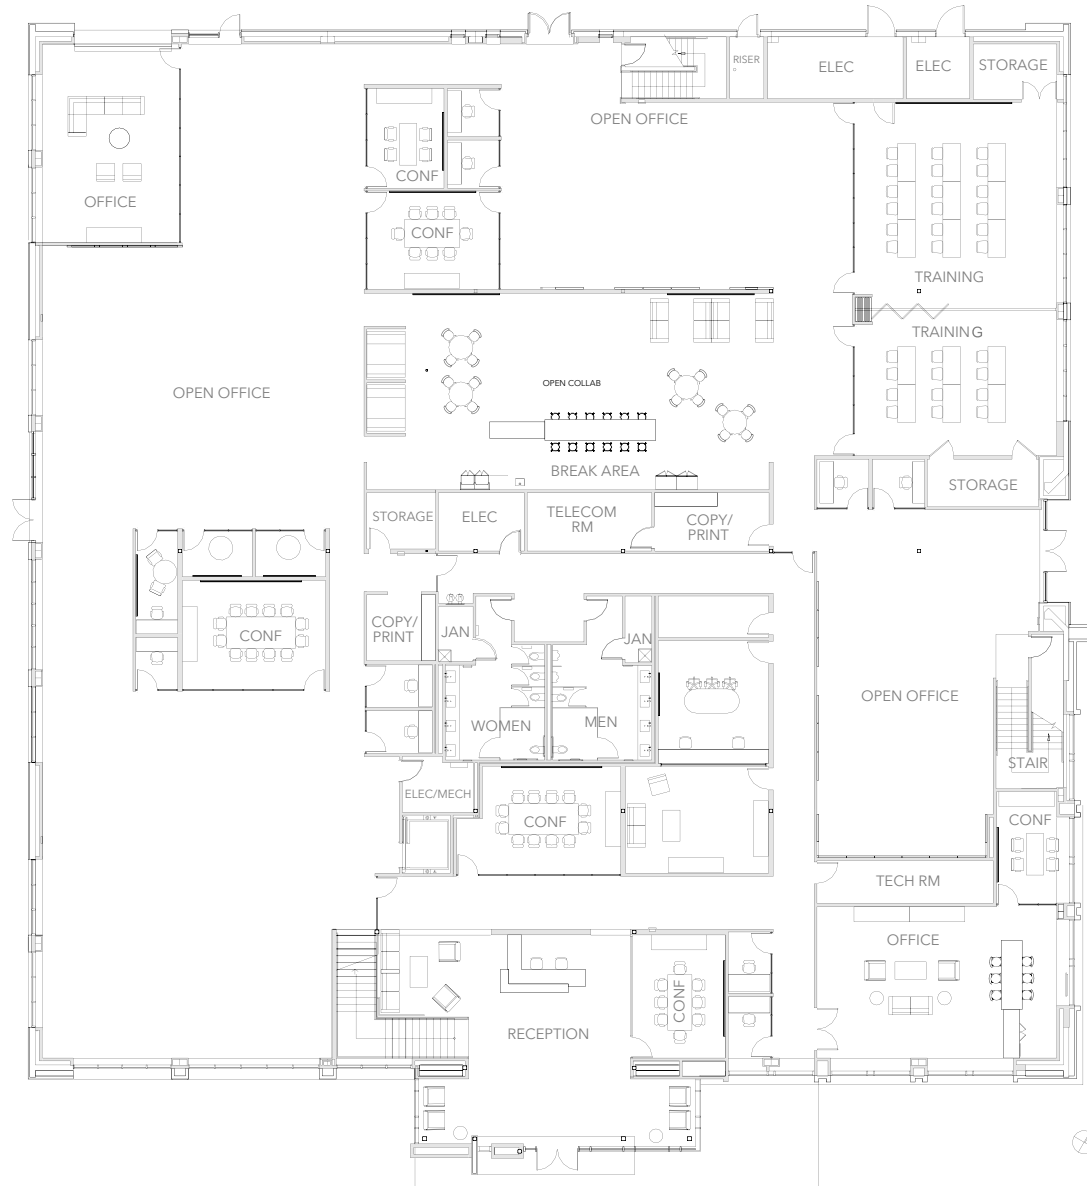 RISER
ELEC
ELEC
STORAGE
OPEN OFFICE
CONF
OFFICE
CONF
TRAINING
TRAINING
OPEN COLLAB
OPEN OFFICE
BREAK AREA
STORAGE
STORAGE
ELEC
TELECOM
RM
COPY/
PRINT
COPY/
PRINT
JAN
JAN
CONF
WOMEN
MEN
OPEN OFFICE
STAIR
ELEC/MECH
CONF
CONF
TECH RM
OFFICE
CONF
RECEPTION